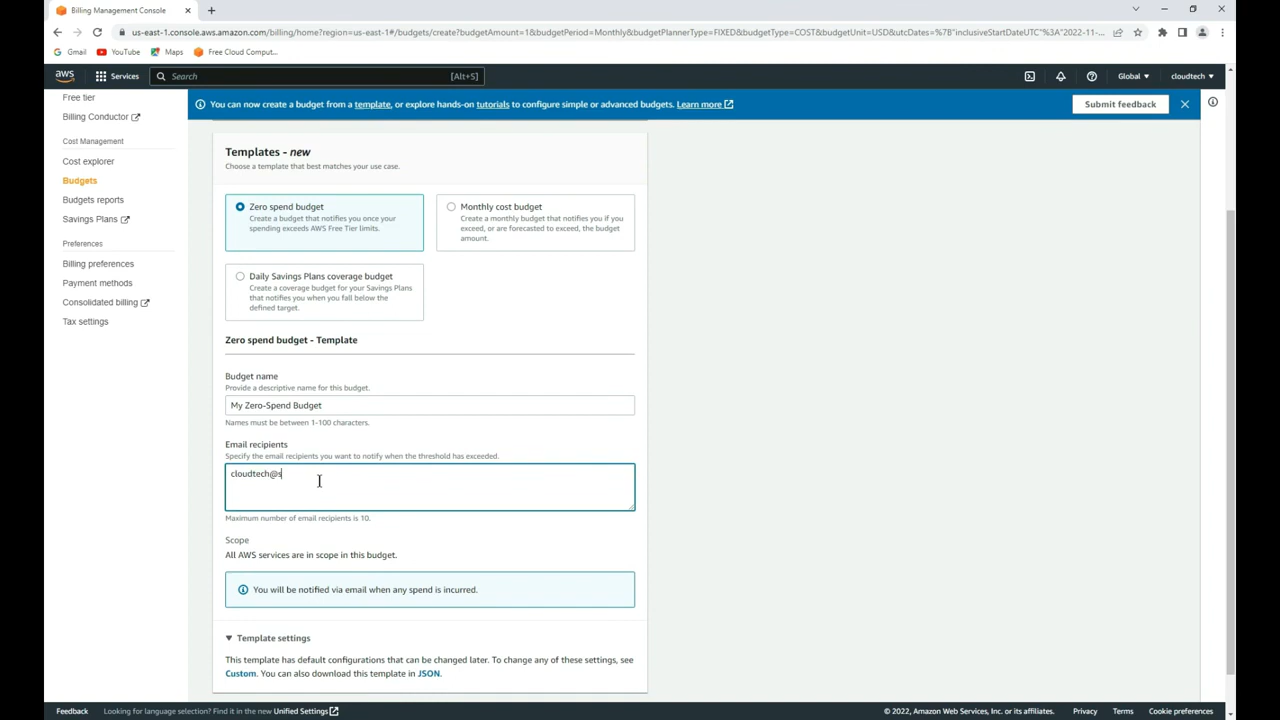 Billing Management Console
us-east-1.console.aws.amazon.com/billing/home?region=us-east-1#/budgets/create?budgetAmount=1&budgetPeriod=Monthly&budgetPlannerType=FIXED&budgetType=COST&budgetUnit=USD&utcDates=%7B"inclusiveStartDateUTC"%3A"2022-11-...
Gmail YouTube Maps Free Cloud Comput...
aws Services Search [Alt+S] Global cloudtech
You can now create a budget from a template, or explore hands-on tutorials to configure simple or advanced budgets. Learn more Submit feedback
Free tier
Billing Conductor
Cost Management
Cost explorer
Budgets
Budgets reports
Savings Plans
Preferences
Billing preferences
Payment methods
Consolidated billing
Tax settings
Templates - new
Choose a template that best matches your use case.
Zero spend budget
Create a budget that notifies you once your
spending exceeds AWS Free Tier limits.
Monthly cost budget
Create a monthly budget that notifies you if you
exceed, or are forecasted to exceed, the budget
amount.
Daily Savings Plans coverage budget
Create a coverage budget for your Savings Plans
that notifies you when you fall below the
defined target.
Zero spend budget - Template
Budget name
Provide a descriptive name for this budget.
My Zero-Spend Budget
Names must be between 1-100 characters.
Email recipients
Specify the email recipients you want to notify when the threshold has exceeded.
cloudtech@s
Maximum number of email recipients is 10.
Scope
All AWS services are in scope in this budget.
You will be notified via email when any spend is incurred.
Template settings
This template has default configurations that can be changed later. To change any of these settings, see
Custom. You can also download this template in JSON.
Feedback Looking for language selection? Find it in the new Unified Settings © 2022, Amazon Web Services, Inc. or its affiliates. Privacy Terms Cookie preferences